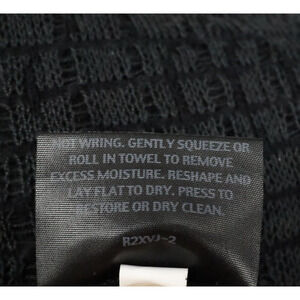 NOT WRING. GENTLY SQUEEZE OR
ROLL IN TOWEL TO REMOVE
EXCESS MOISTURE. RESHAPE AND
LAY FLAT TO DRY. PRESS TO
RESTORE OR DRY CLEAN.
R2XVJ-2